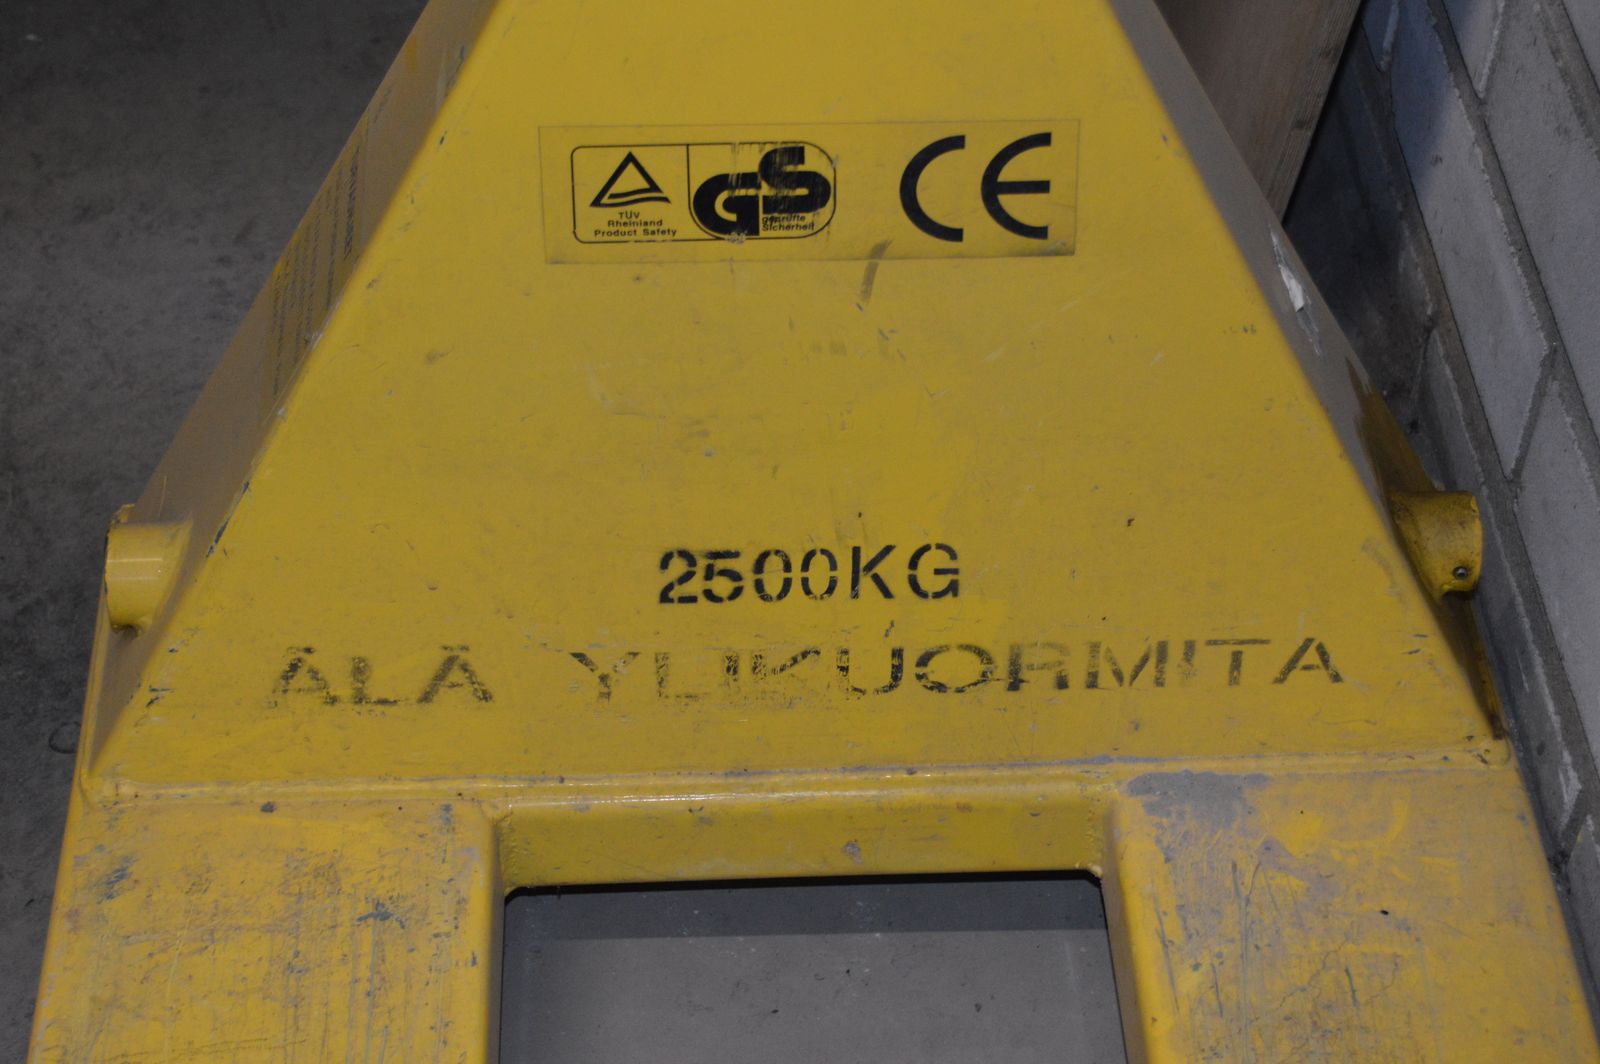 TÜV
Rheinland
Product Safety
GS
geprüfte
Sicherheit
CE
2500KG
ÄLÄ YLIKUORMITA